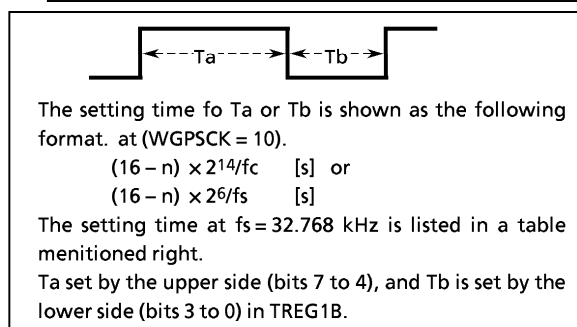 Ta Tb
The setting time fo Ta or Tb is shown as the following
format. at (WGPSCK = 10).
(16 – n) × 2¹⁴/fc [s] or
(16 – n) × 2⁶/fs [s]
The setting time at fs = 32.768 kHz is listed in a table
menitioned right.
Ta set by the upper side (bits 7 to 4), and Tb is set by the
lower side (bits 3 to 0) in TREG1B.